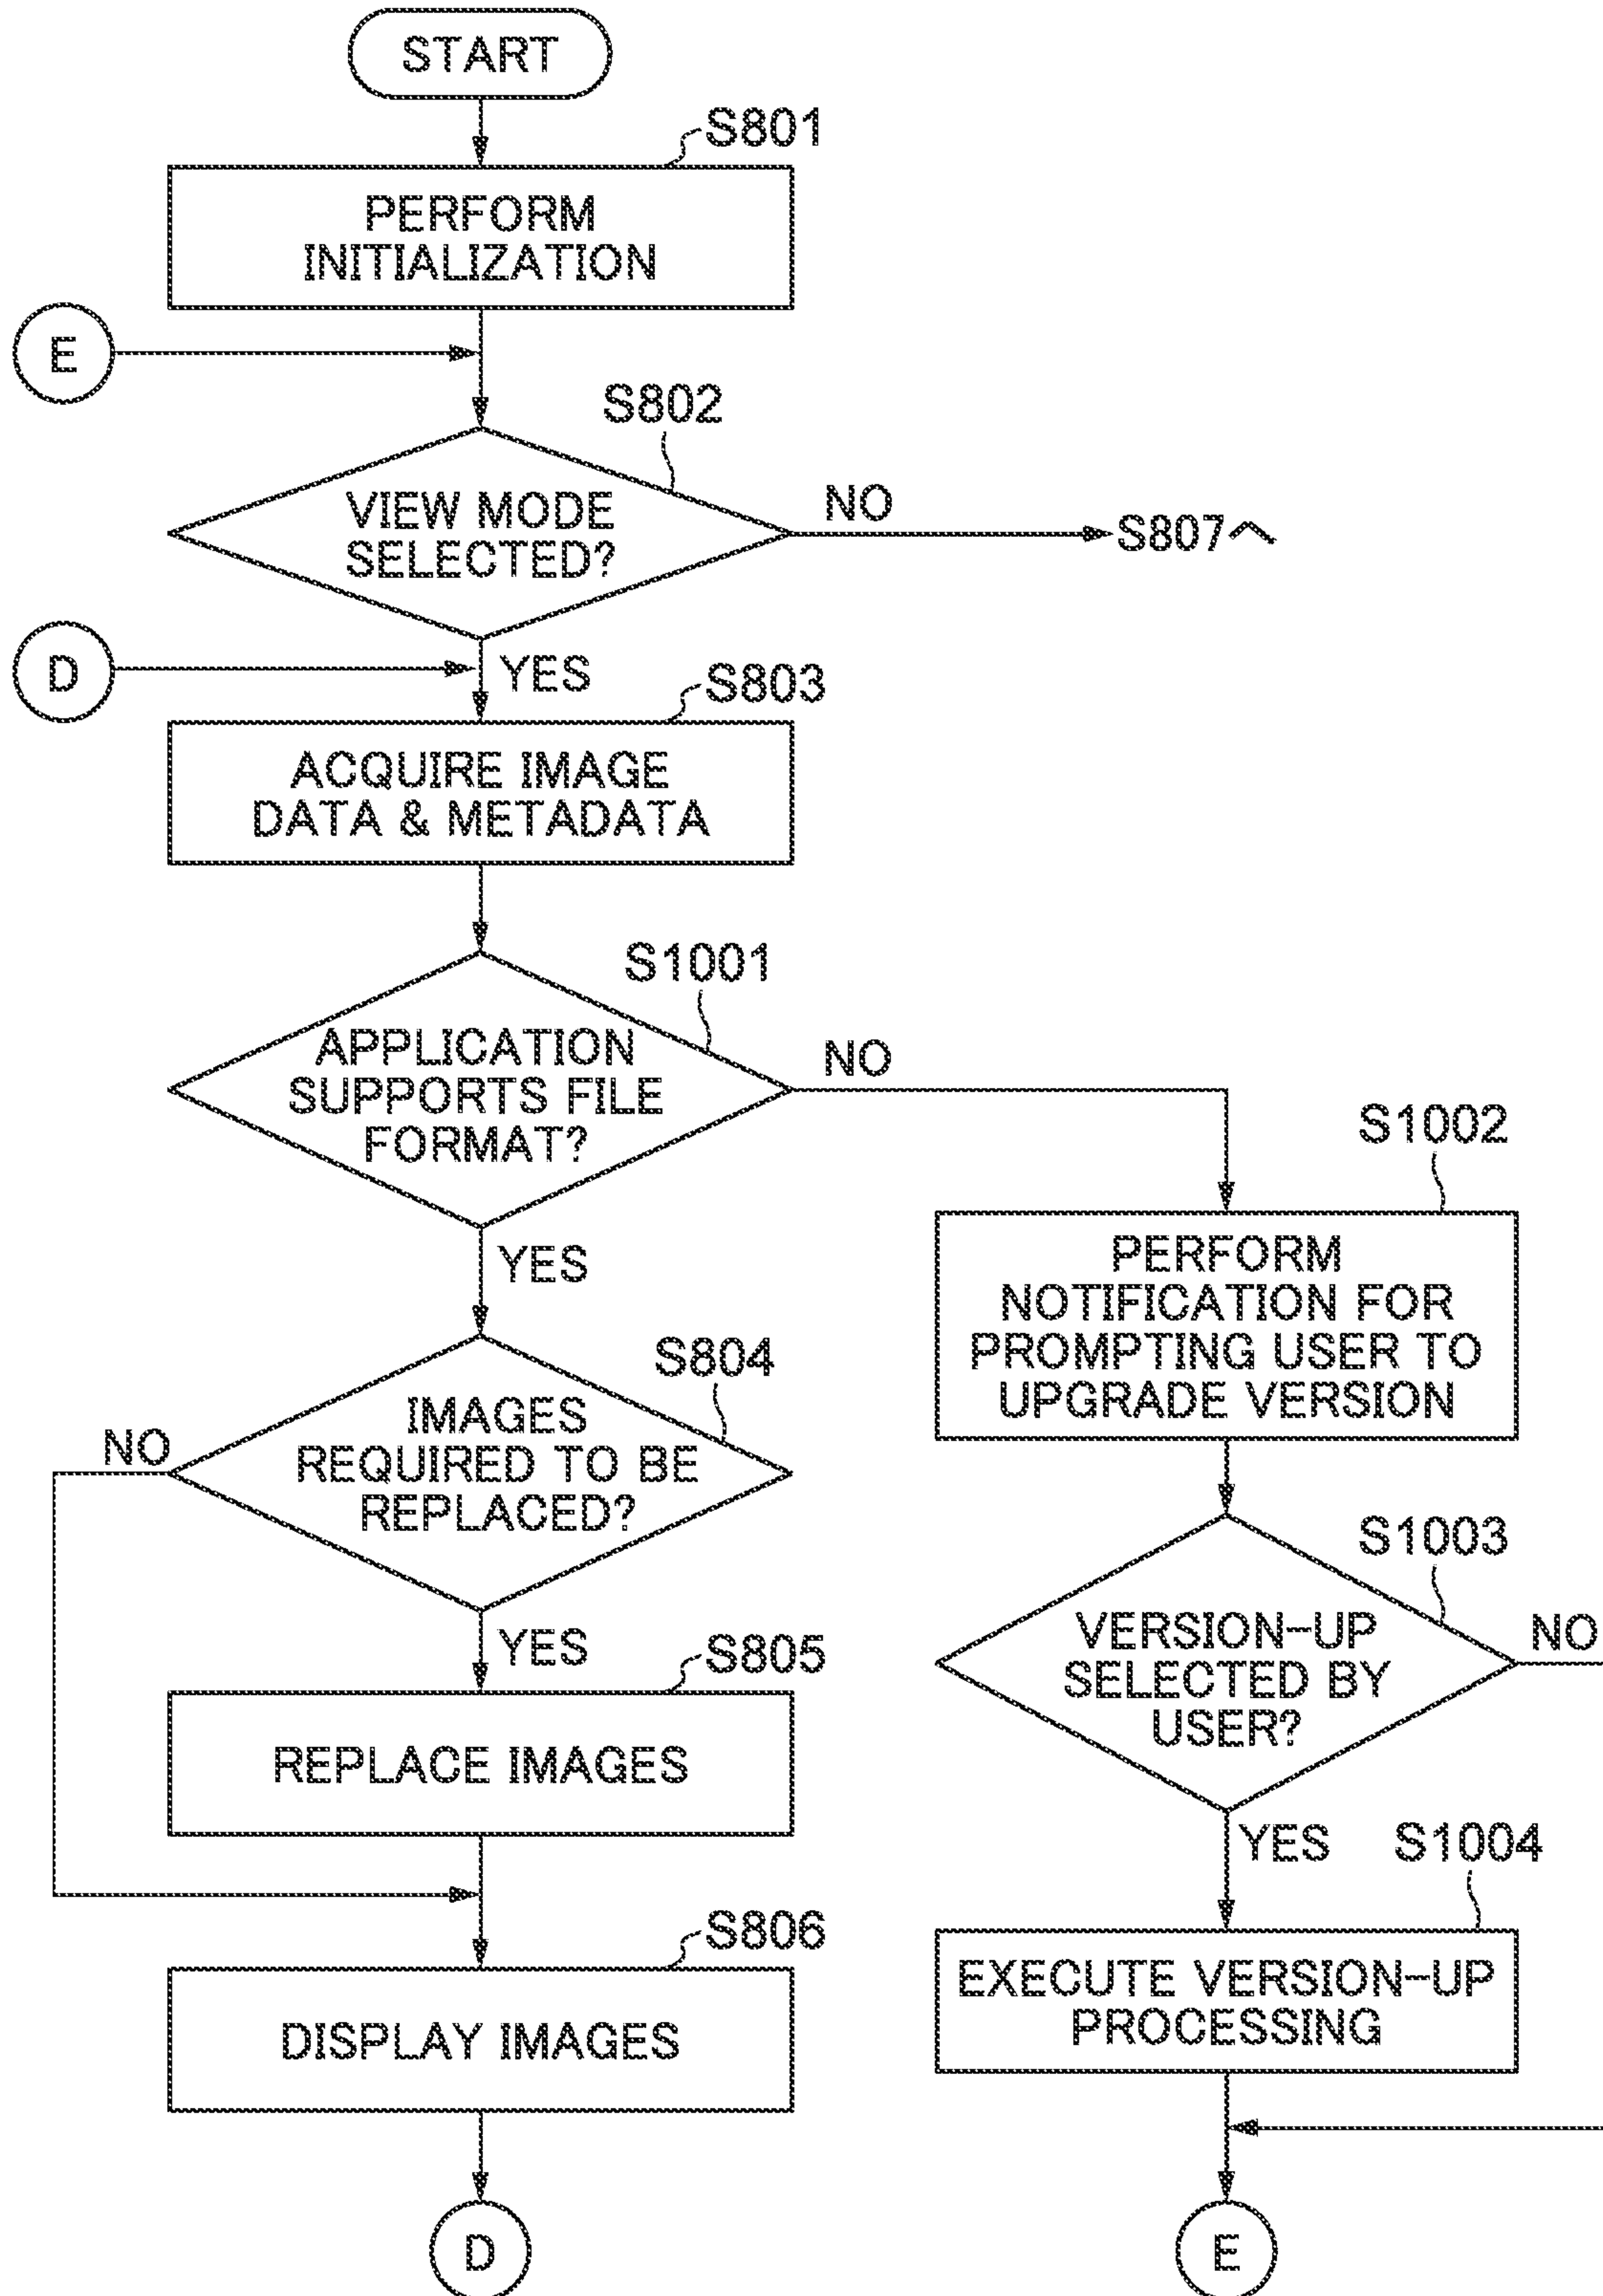 START
S801
PERFORM
INITIALIZATION
E
S802
VIEW MODE
SELECTED?
NO
S807へ
D
YES
S803
ACQUIRE IMAGE
DATA & METADATA
S1001
APPLICATION
SUPPORTS FILE
FORMAT?
NO
YES
S1002
PERFORM
NOTIFICATION FOR
PROMPTING USER TO
UPGRADE VERSION
S804
IMAGES
REQUIRED TO BE
REPLACED?
NO
YES
S1003
VERSION-UP
SELECTED BY
USER?
NO
YES
S805
REPLACE IMAGES
S1004
EXECUTE VERSION-UP
PROCESSING
S806
DISPLAY IMAGES
D
E